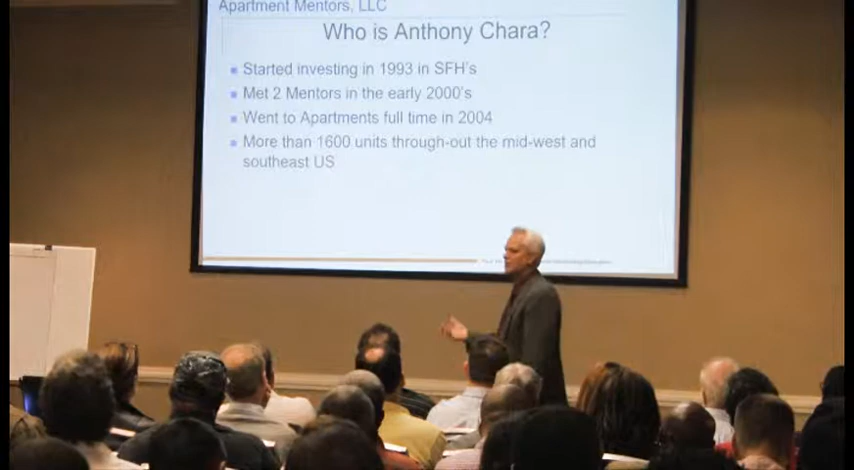 Apartment Mentors, LLC
Who is Anthony Chara?
Started investing in 1993 in SFH's
Met 2 Mentors in the early 2000's
Went to Apartments full time in 2004
More than 1600 units through-out the mid-west and
southeast US